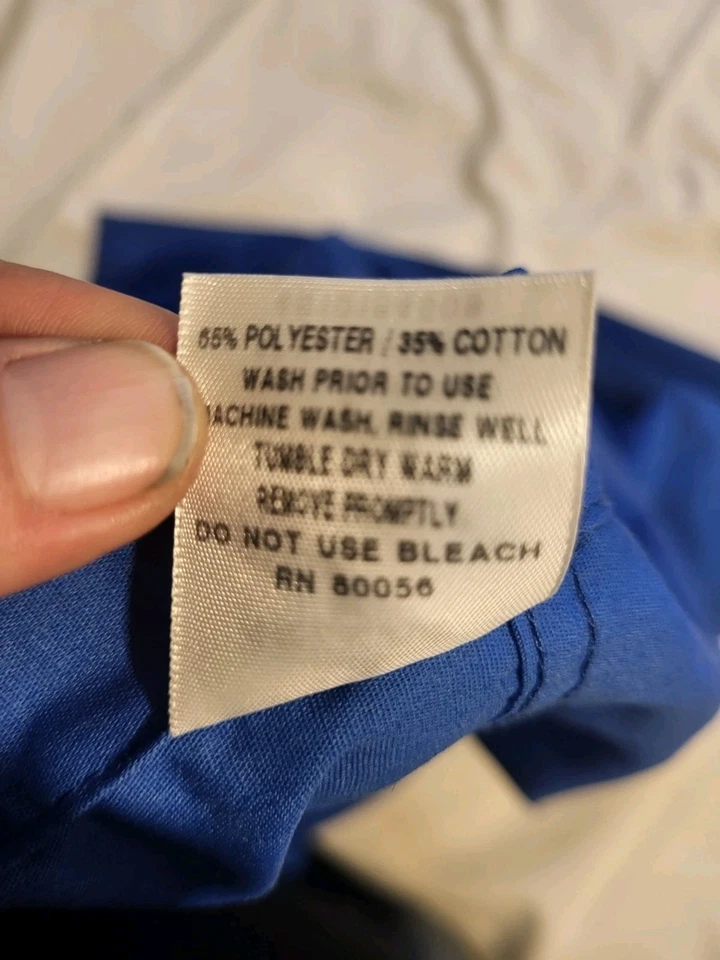 65% POLYESTER / 35% COTTON
WASH PRIOR TO USE
MACHINE WASH, RINSE WELL
TUMBLE DRY WARM
REMOVE PROMPTLY
DO NOT USE BLEACH
RN 80056